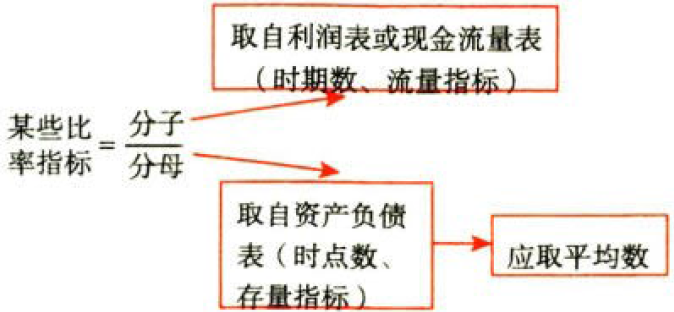 取自利润表或现金流量表
（时期数、流量指标）
某些比
率指标
=
分子
分母
取自资产负债
表（时点数、
存量指标）
应取平均数